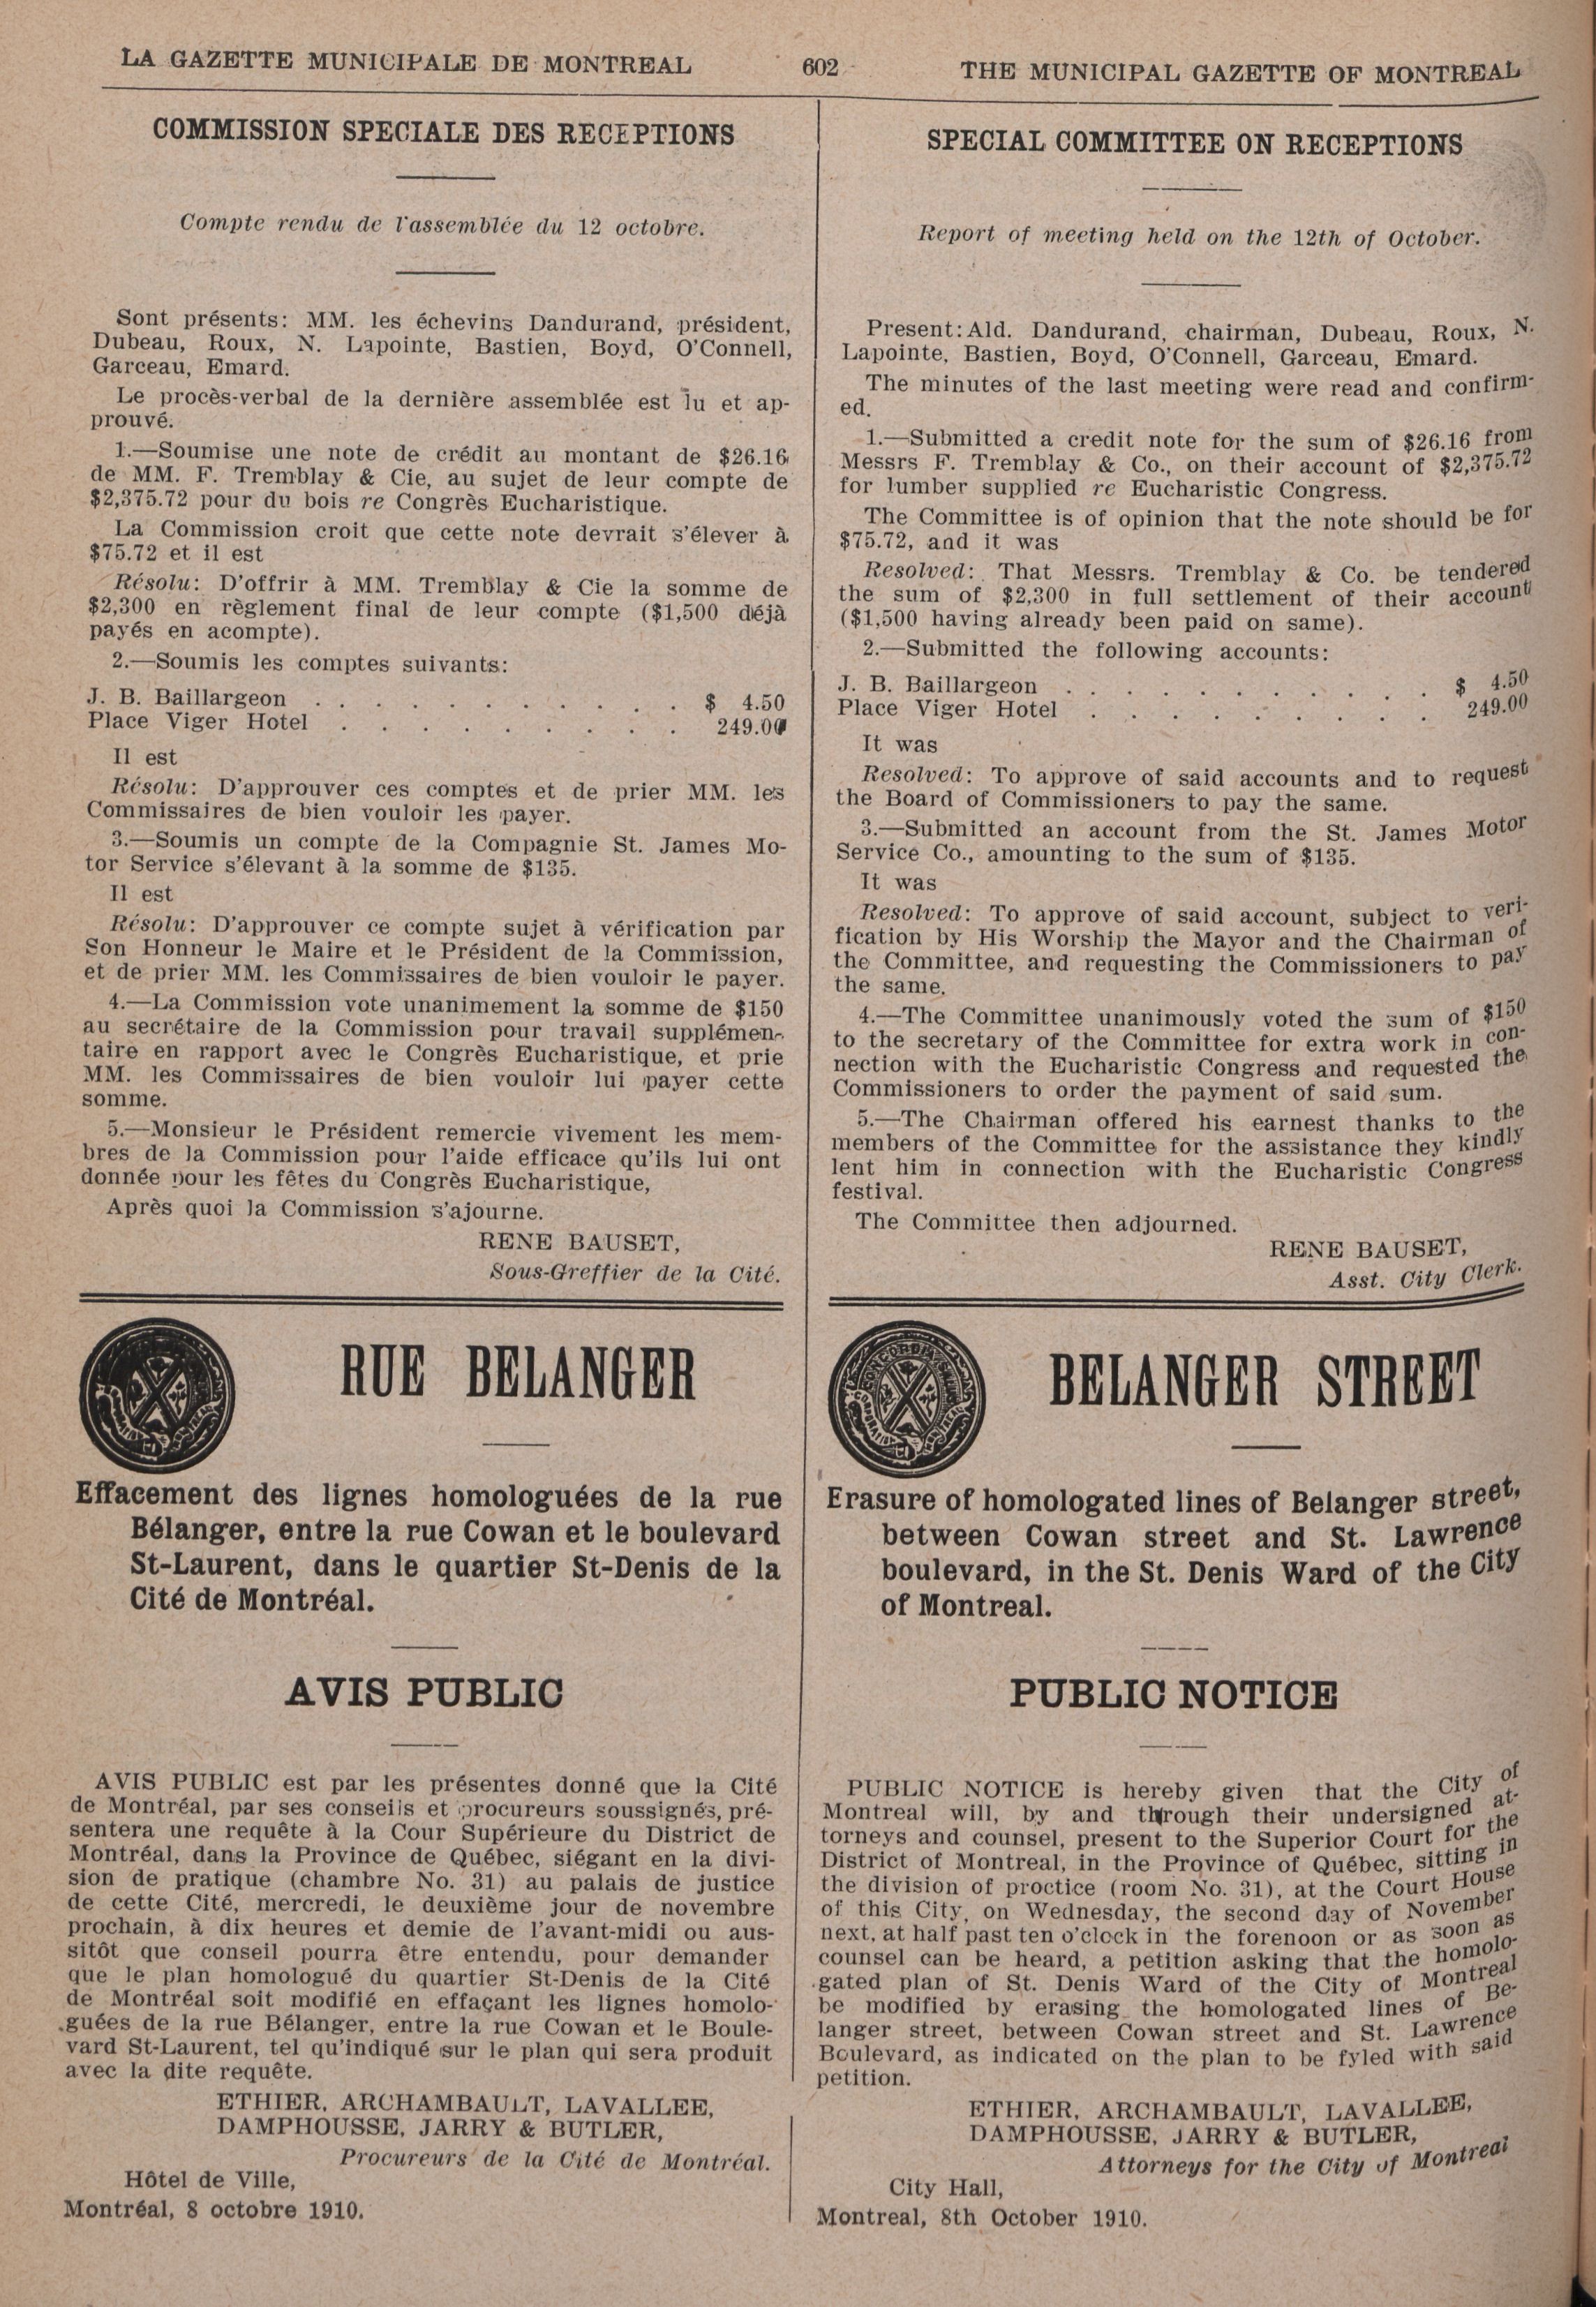 LA GAZETTE MUNICIPALE DE MONTREAL
602
THE MUNICIPAL GAZETTE OF MONTREAL
COMMISSION SPECIALE DES RECEPTIONS
Compte rendu de l'assemblée du 12 octobre.
Sont présents: MM. les échevins Dandurand, président,
Dubeau, Roux, N. Lapointe, Bastien, Boyd, O'Connell,
Garceau, Emard.
Le procès-verbal de la dernière assemblée est lu et ap-
prouvé.
1.—Soumise une note de crédit au montant de $26.16
de MM. F. Tremblay & Cie, au sujet de leur compte de
$2,375.72 pour du bois re Congrès Eucharistique.
La Commission croit que cette note devrait s'élever à
$75.72 et il est
Résolu: D'offrir à MM. Tremblay & Cie la somme de
$2,300 en règlement final de leur compte ($1,500 déjà
payés en acompte).
2.—Soumis les comptes suivants:
J. B. Baillargeon . . . . . . . . . . $ 4.50
Place Viger Hotel . . . . . . . . . 249.00
Il est
Résolu: D'approuver ces comptes et de prier MM. les
Commissaires de bien vouloir les payer.
3.—Soumis un compte de la Compagnie St. James Mo-
tor Service s'élevant à la somme de $135.
Il est
Résolu: D'approuver ce compte sujet à vérification par
Son Honneur le Maire et le Président de la Commission,
et de prier MM. les Commissaires de bien vouloir le payer.
4.—La Commission vote unanimement la somme de $150
au secrétaire de la Commission pour travail supplémen-
taire en rapport avec le Congrès Eucharistique, et prie
MM. les Commissaires de bien vouloir lui payer cette
somme.
5.—Monsieur le Président remercie vivement les mem-
bres de la Commission pour l'aide efficace qu'ils lui ont
donnée pour les fêtes du Congrès Eucharistique,
Après quoi la Commission s'ajourne.
RENE BAUSET,
Sous-Greffier de la Cité.
SPECIAL COMMITTEE ON RECEPTIONS
Report of meeting held on the 12th of October.
Present: Ald. Dandurand, chairman, Dubeau, Roux, N.
Lapointe, Bastien, Boyd, O'Connell, Garceau, Emard.
The minutes of the last meeting were read and confirm-
ed.
1.—Submitted a credit note for the sum of $26.16 from
Messrs F. Tremblay & Co., on their account of $2,375.72
for lumber supplied re Eucharistic Congress.
The Committee is of opinion that the note should be for
$75.72, and it was
Resolved: That Messrs. Tremblay & Co. be tendered
the sum of $2,300 in full settlement of their account
($1,500 having already been paid on same).
2.—Submitted the following accounts:
J. B. Baillargeon . . . . . . . . . . $ 4.50
Place Viger Hotel . . . . . . . . . 249.00
It was
Resolved: To approve of said accounts and to request
the Board of Commissioners to pay the same.
3.—Submitted an account from the St. James Motor
Service Co., amounting to the sum of $135.
It was
Resolved: To approve of said account, subject to veri-
fication by His Worship the Mayor and the Chairman of
the Committee, and requesting the Commissioners to pay
the same.
4.—The Committee unanimously voted the sum of $150
to the secretary of the Committee for extra work in con-
nection with the Eucharistic Congress and requested the
Commissioners to order the payment of said sum.
5.—The Chairman offered his earnest thanks to the
members of the Committee for the assistance they kindly
lent him in connection with the Eucharistic Congress
festival.
The Committee then adjourned.
RENE BAUSET,
Asst. City Clerk.
RUE BELANGER
Effacement des lignes homologuées de la rue
Bélanger, entre la rue Cowan et le boulevard
St-Laurent, dans le quartier St-Denis de la
Cité de Montréal.
AVIS PUBLIC
AVIS PUBLIC est par les présentes donné que la Cité
de Montréal, par ses conseils et procureurs soussignés, pré-
sentera une requête à la Cour Supérieure du District de
Montréal, dans la Province de Québec, siégant en la divi-
sion de pratique (chambre No. 31) au palais de justice
de cette Cité, mercredi, le deuxième jour de novembre
prochain, à dix heures et demie de l'avant-midi ou aus-
sitôt que conseil pourra être entendu, pour demander
que le plan homologué du quartier St-Denis de la Cité
de Montréal soit modifié en effaçant les lignes homolo-
guées de la rue Bélanger, entre la rue Cowan et le Boule-
vard St-Laurent, tel qu'indiqué sur le plan qui sera produit
avec la dite requête.
ETHIER, ARCHAMBAULT, LAVALLEE,
DAMPHOUSSE, JARRY & BUTLER,
Procureurs de la Cité de Montréal.
Hôtel de Ville,
Montréal, 8 octobre 1910.
BELANGER STREET
Erasure of homologated lines of Belanger street,
between Cowan street and St. Lawrence
boulevard, in the St. Denis Ward of the City
of Montreal.
PUBLIC NOTICE
PUBLIC NOTICE is hereby given that the City of
Montreal will, by and through their undersigned at-
torneys and counsel, present to the Superior Court for the
District of Montreal, in the Province of Québec, sitting in
the division of proctice (room No. 31), at the Court House
of this City, on Wednesday, the second day of November
next, at half past ten o'clock in the forenoon or as soon as
counsel can be heard, a petition asking that the homolo-
gated plan of St. Denis Ward of the City of Montreal
be modified by erasing the homologated lines of Be-
langer street, between Cowan street and St. Lawrence
Boulevard, as indicated on the plan to be fyled with said
petition.
ETHIER, ARCHAMBAULT, LAVALLEE,
DAMPHOUSSE, JARRY & BUTLER,
Attorneys for the City of Montreal
City Hall,
Montreal, 8th October 1910.